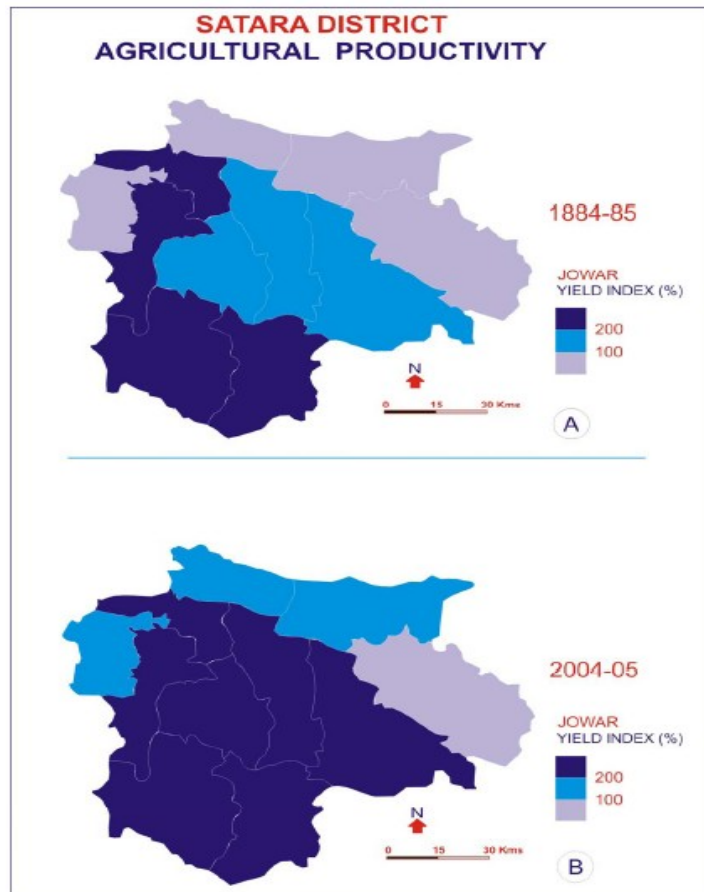 SATARA DISTRICT
AGRICULTURAL PRODUCTIVITY
1884-85
JOWAR
YIELD INDEX (%)
200
100
N
0 15 30 Kms
A
2004-05
JOWAR
YIELD INDEX (%)
200
100
N
0 15 30 Kms
B